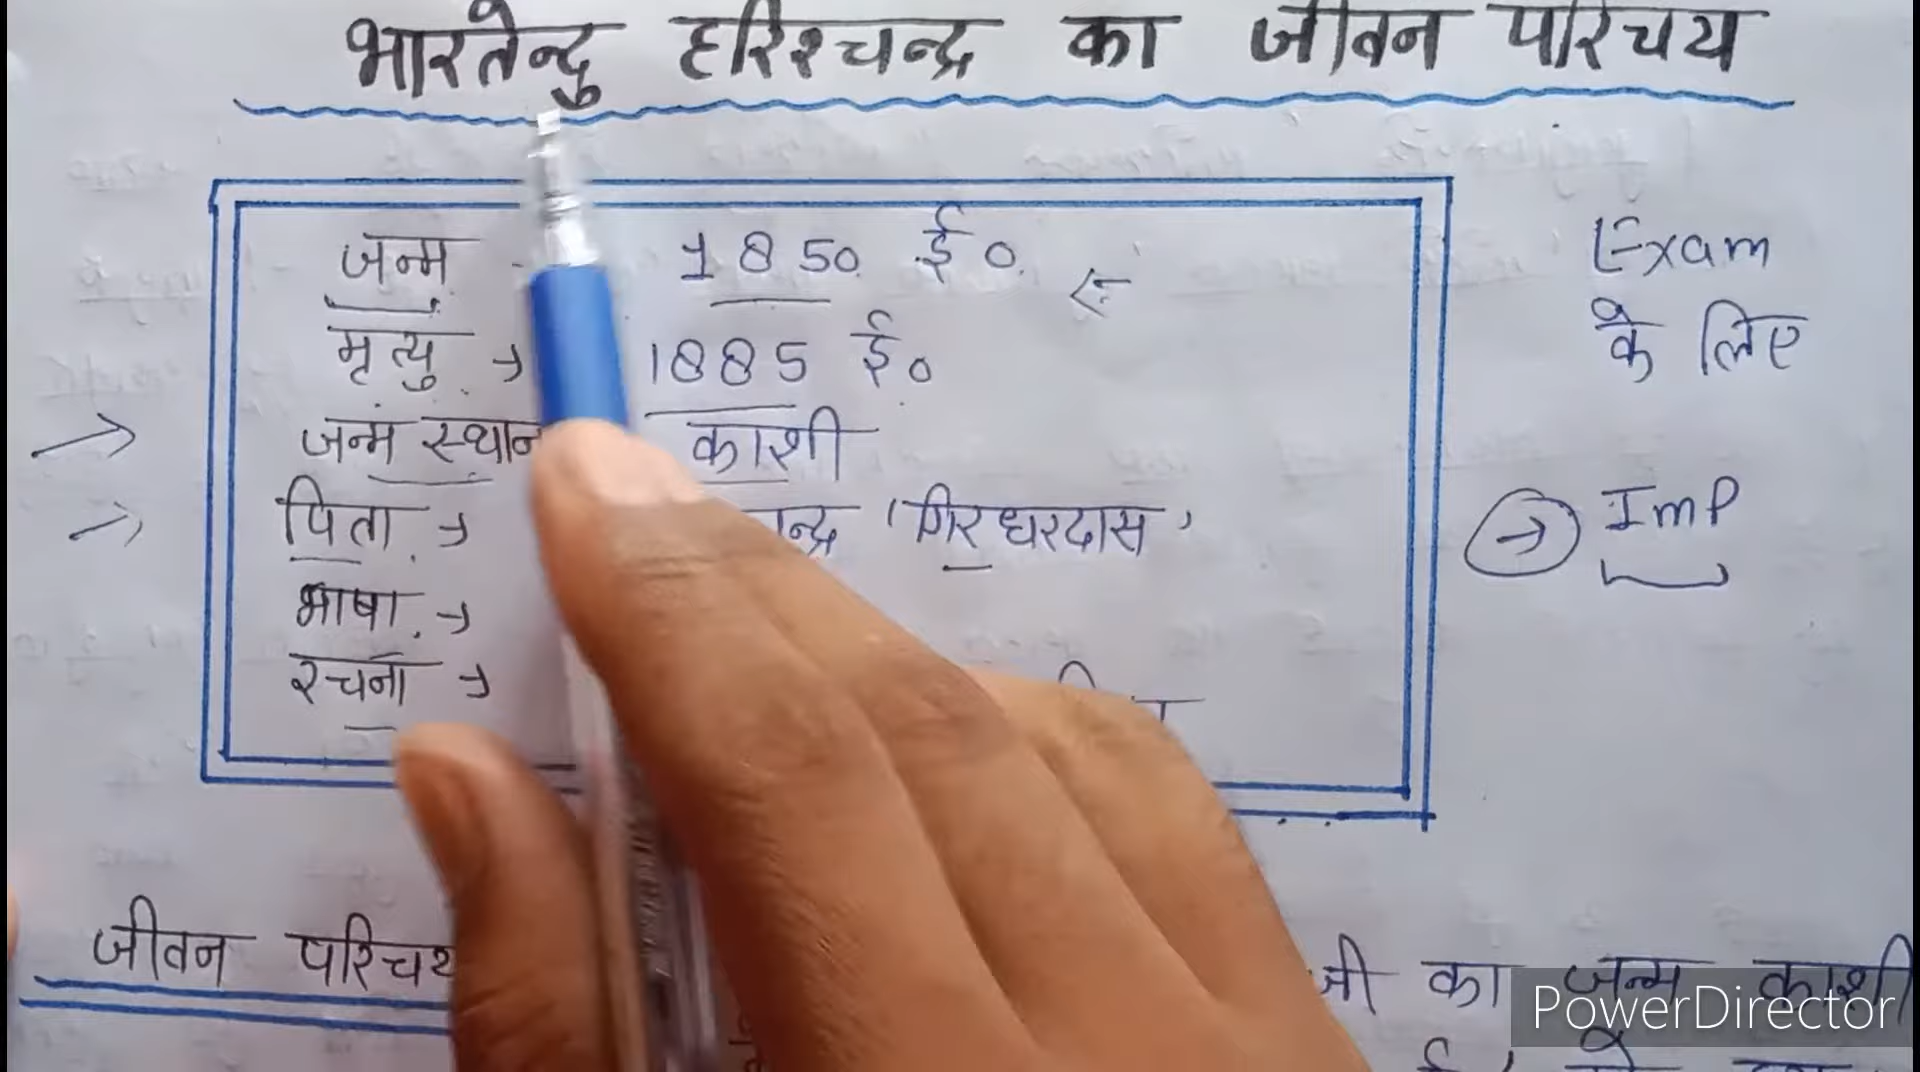 भारतेन्दु हरिश्चन्द्र का जीवन परिचय
जन्म - 1850 ई०
मृत्यु → 1885 ई०
जन्म स्थान काशी
पिता → न्द्र 'गिरधरदास'
भाषा →
रचना →
Exam
के लिए
→ Imp
जीवन परिचय
जी का जन्म काशी
PowerDirector